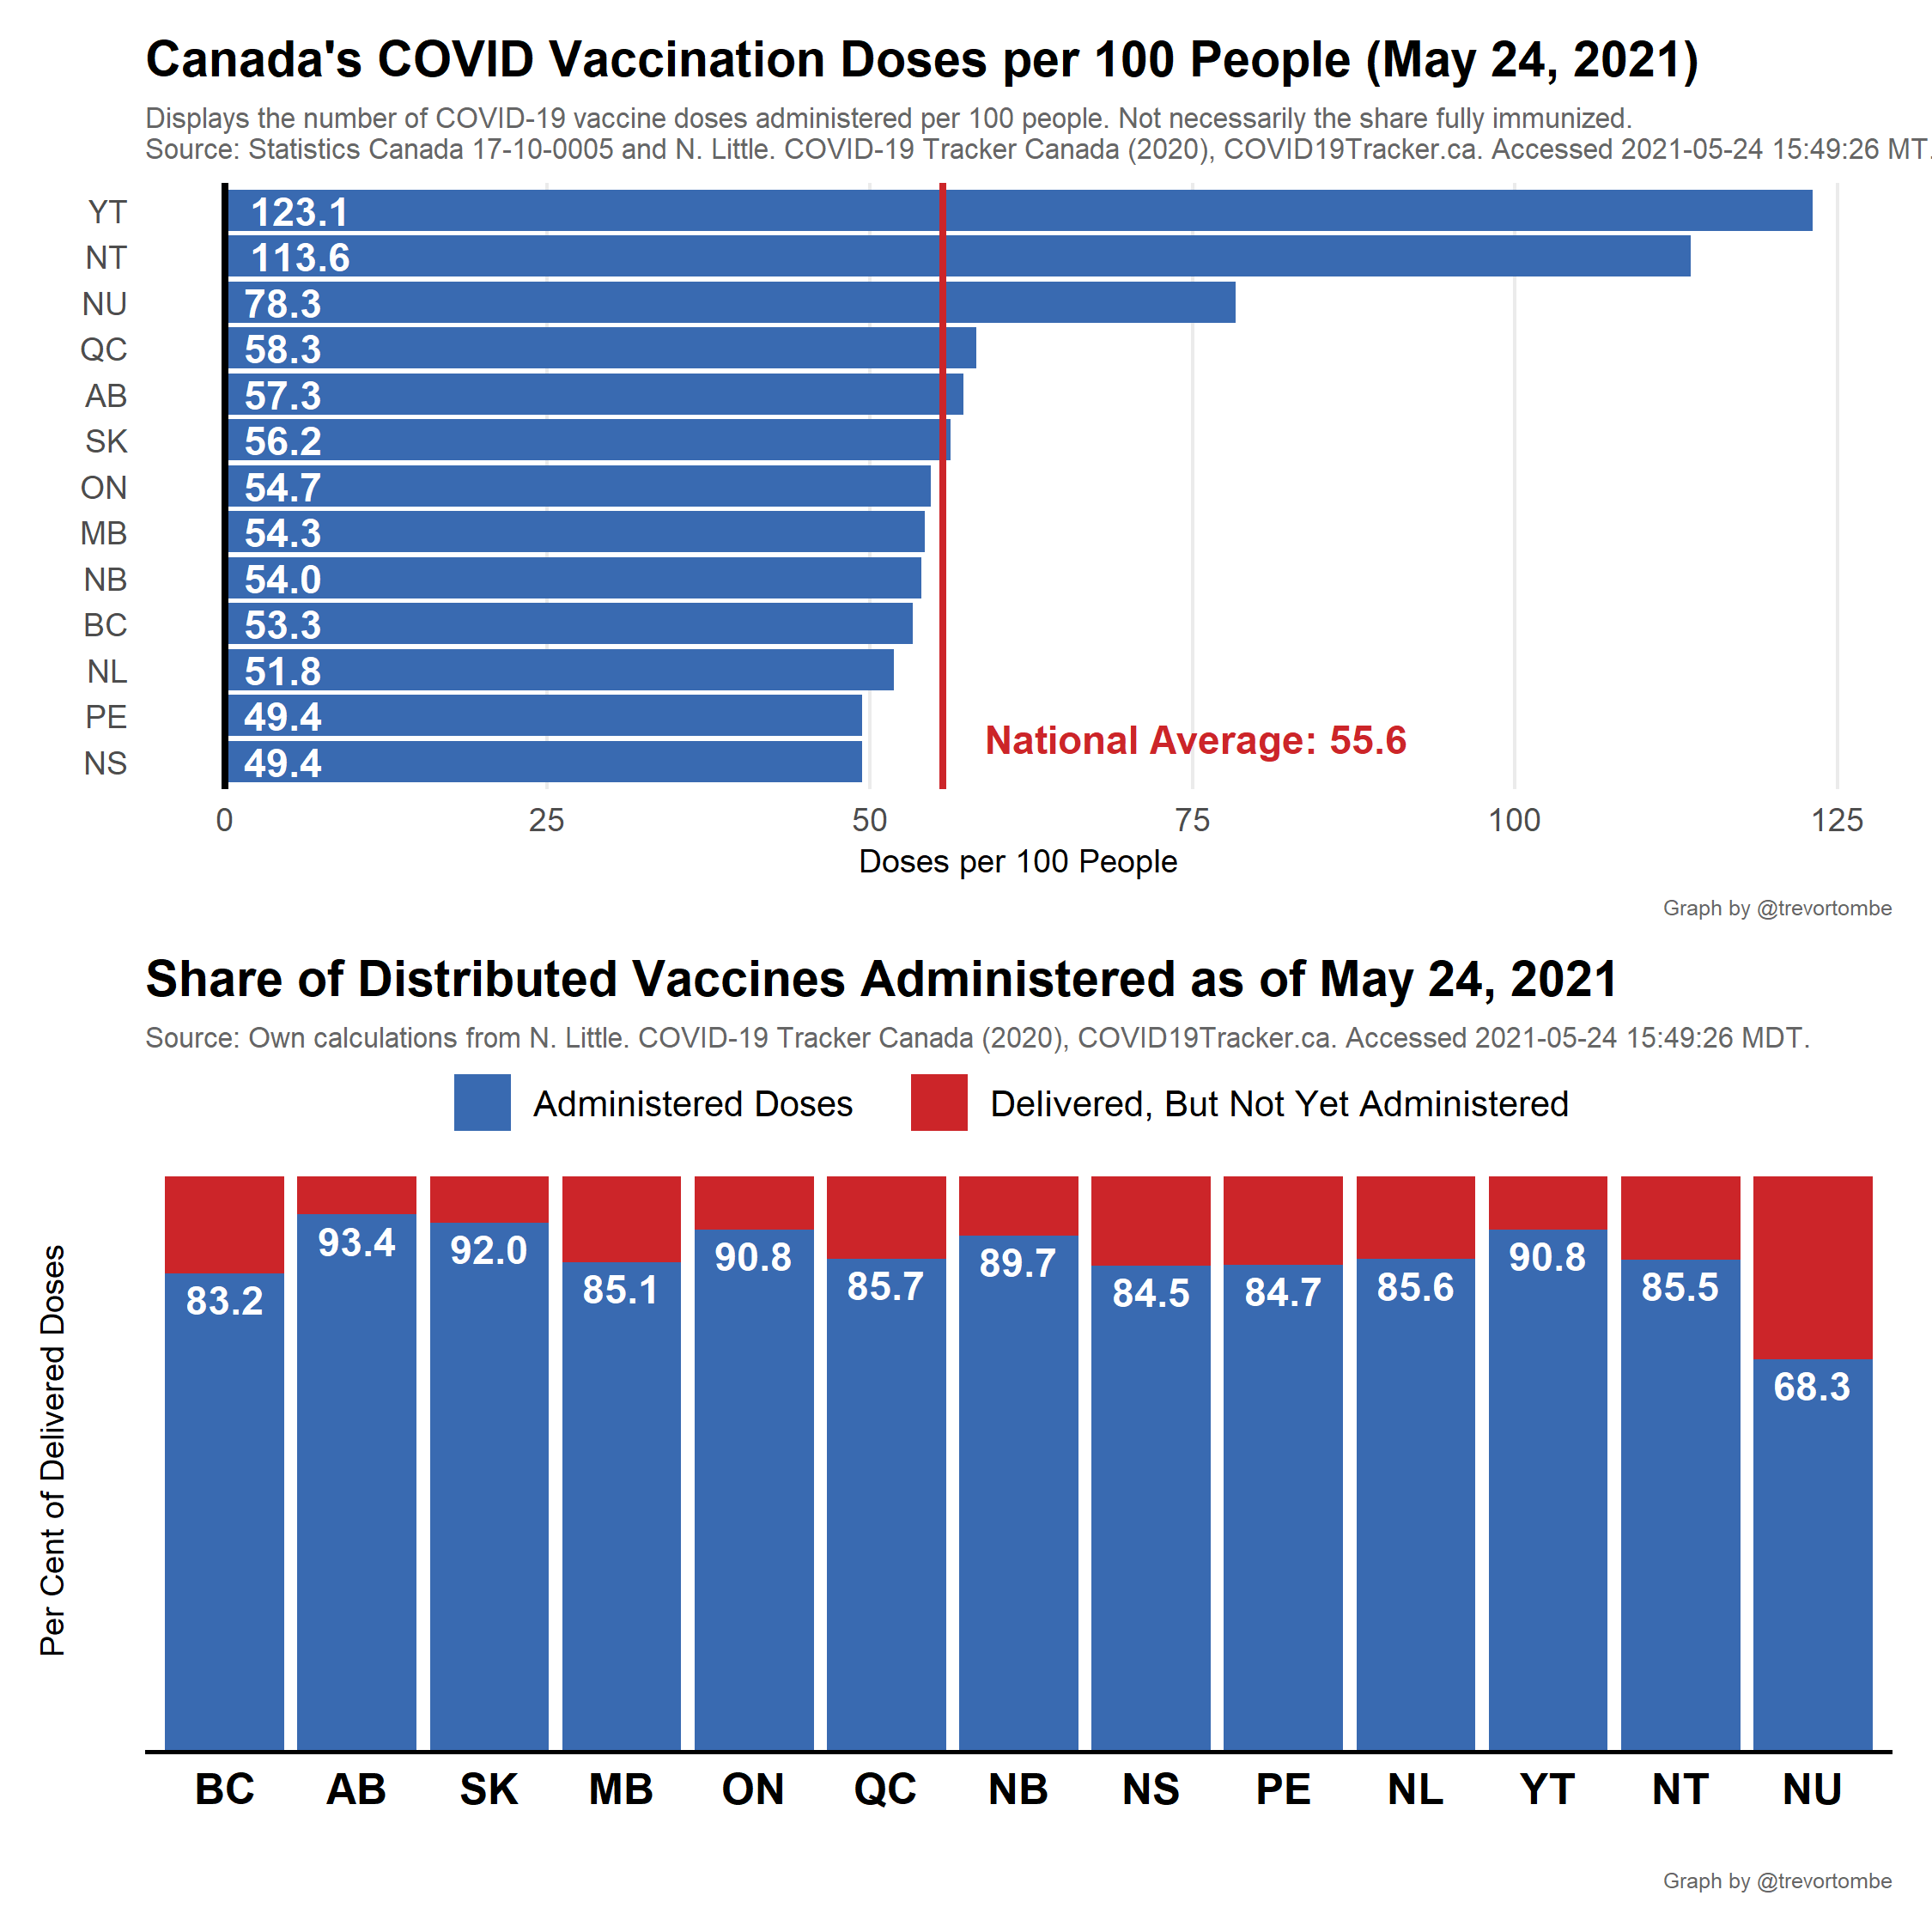 Canada's COVID Vaccination Doses per 100 People (May 24, 2021)
Displays the number of COVID-19 vaccine doses administered per 100 people. Not necessarily the share fully immunized.
Source: Statistics Canada 17-10-0005 and N. Little. COVID-19 Tracker Canada (2020), COVID19Tracker.ca. Accessed 2021-05-24 15:49:26 MT.
YT 123.1
NT 113.6
NU 78.3
QC 58.3
AB 57.3
SK 56.2
ON 54.7
MB 54.3
NB 54.0
BC 53.3
NL 51.8
PE 49.4
National Average: 55.6
NS 49.4
0 25 50 75 100 125
Doses per 100 People
Graph by @trevortombe
Share of Distributed Vaccines Administered as of May 24, 2021
Source: Own calculations from N. Little. COVID-19 Tracker Canada (2020), COVID19Tracker.ca. Accessed 2021-05-24 15:49:26 MDT.
Administered Doses Delivered, But Not Yet Administered
Per Cent of Delivered Doses
83.2 93.4 92.0 85.1 90.8 85.7 89.7 84.5 84.7 85.6 90.8 85.5 68.3
BC AB SK MB ON QC NB NS PE NL YT NT NU
Graph by @trevortombe